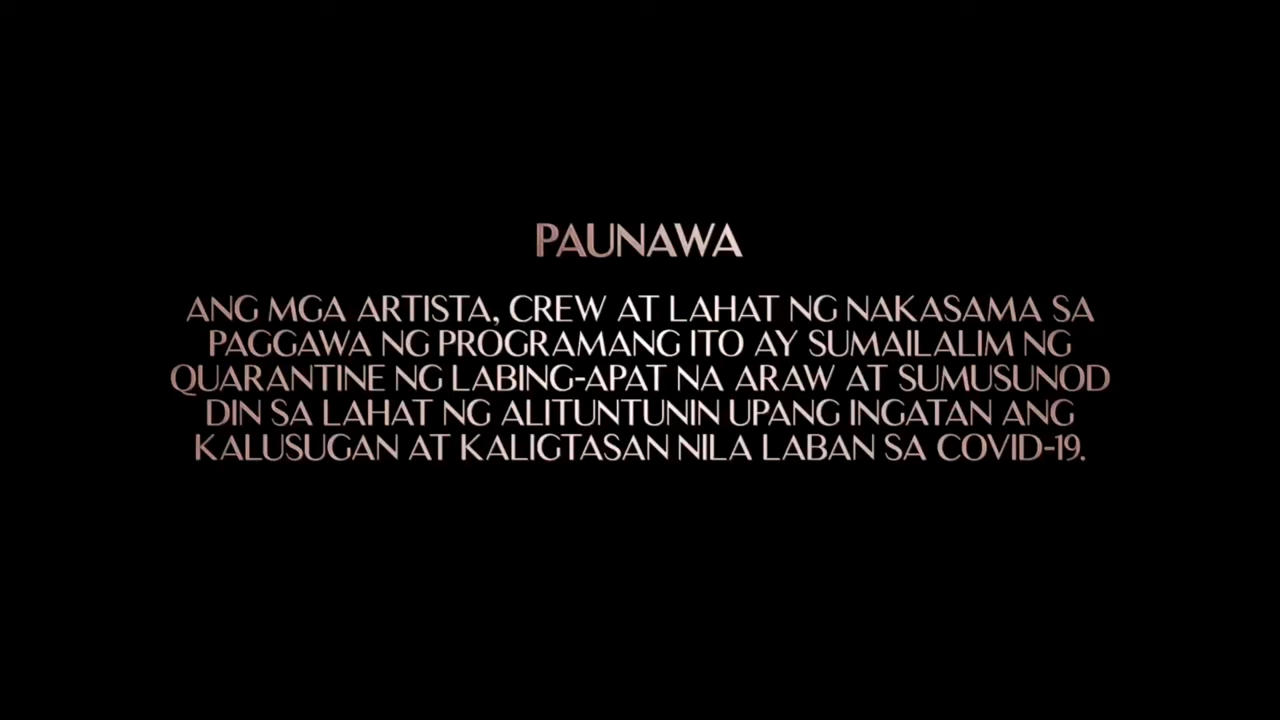 PAUNAWA
ANG MGA ARTISTA, CREW AT LAHAT NG NAKASAMA SA
PAGGAWA NG PROGRAMANG ITO AY SUMAILALIM NG
QUARANTINE NG LABING-APAT NA ARAW AT SUMUSUNOD
DIN SA LAHAT NG ALITUNTUNIN UPANG INGATAN ANG
KALUSUGAN AT KALIGTASAN NILA LABAN SA COVID-19.